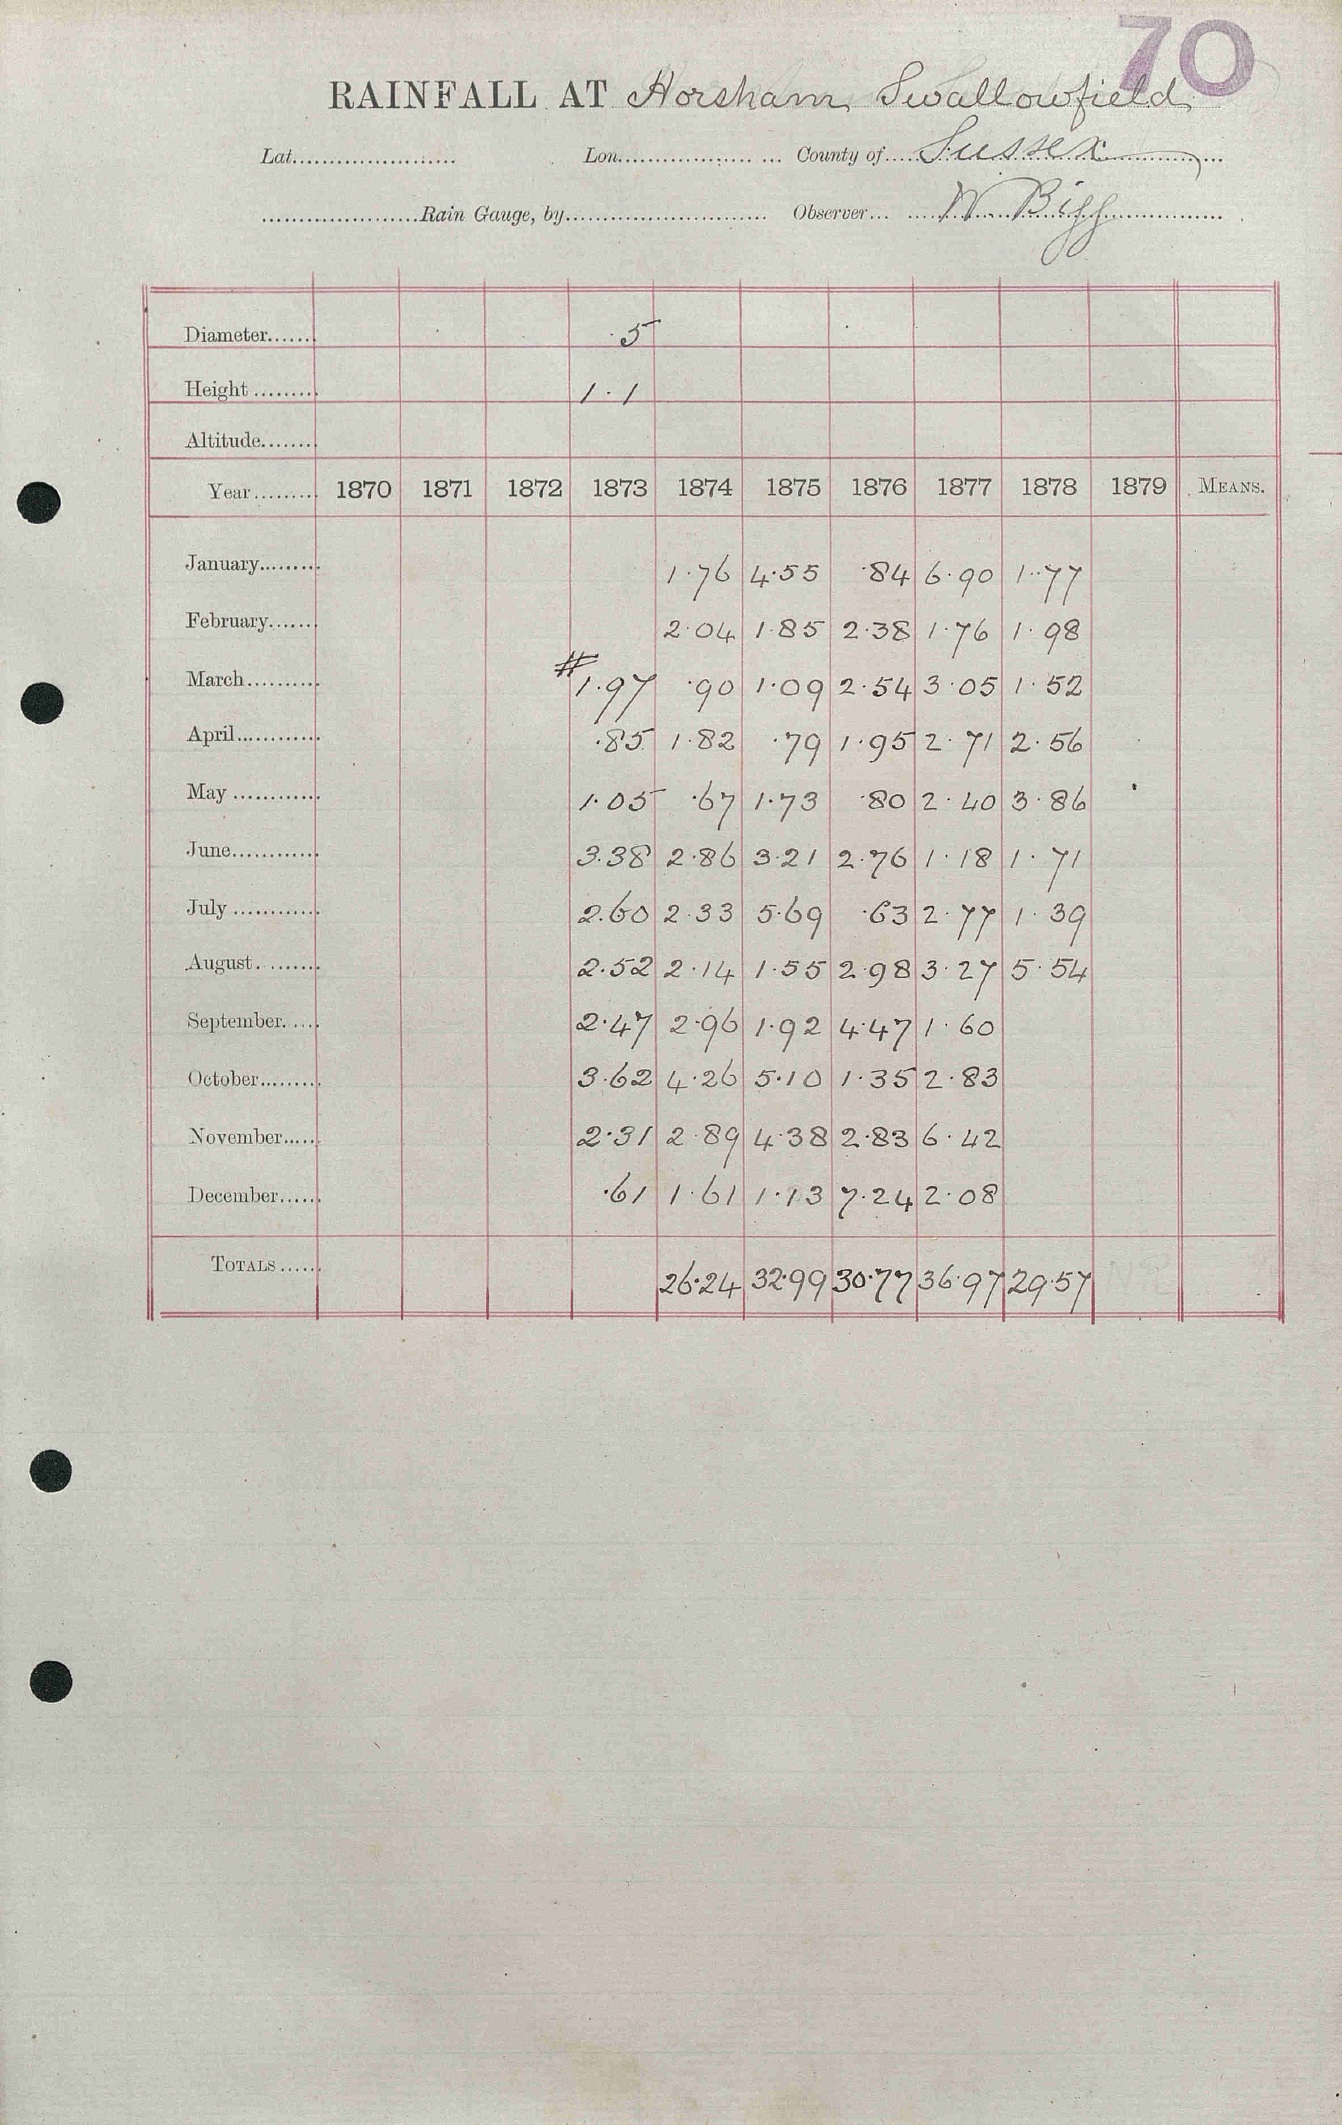 70
RAINFALL AT Horsham, Swallowfield
Lat...................... Lon.................. ... County of.....Sussex
.....................Rain Gauge, by........................... Observer... W Bigg
Diameter...... 5
Height ......... 1.1
Altitude........
Year......... 1870 1871 1872 1873 1874 1875 1876 1877 1878 1879 MEANS.
January......... 1.76 4.55 .84 6.90 1.77
February....... 2.04 1.85 2.38 1.76 1.98
March.......... # 1.97 .90 1.09 2.54 3.05 1.52
April............ .85 1.82 .79 1.95 2.71 2.56
May ............ 1.05 .67 1.73 .80 2.40 3.86
June............ 3.38 2.86 3.21 2.76 1.18 1.71
July ............ 2.60 2.33 5.69 .63 2.77 1.39
August......... 2.52 2.14 1.55 2.98 3.27 5.54
September..... 2.47 2.96 1.92 4.47 1.60
October......... 3.62 4.26 5.10 1.35 2.83
November...... 2.31 2.89 4.38 2.83 6.42
December...... .61 1.61 1.13 7.24 2.08
TOTALS...... 26.24 32.99 30.77 36.97 29.57